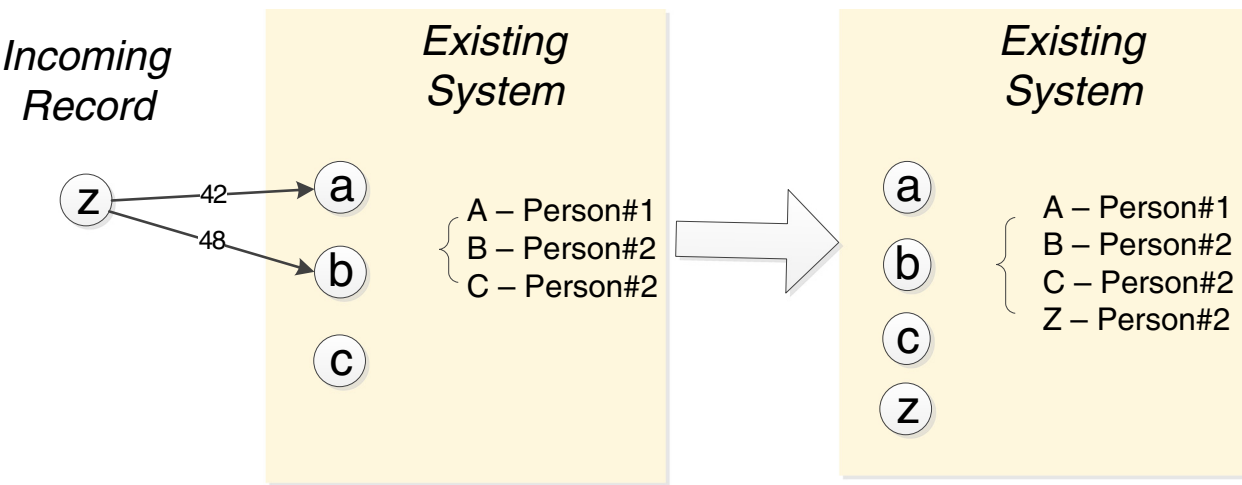 Incoming
Record
z
42
48
Existing
System
a
b
c
A – Person#1
B – Person#2
C – Person#2
Existing
System
a
b
c
z
A – Person#1
B – Person#2
C – Person#2
Z – Person#2